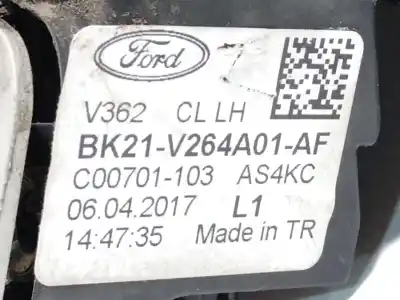 Ford
V362 CL LH
BK21-V264A01-AF
C00701-103 AS4KC
06.04.2017 L1
14:47:35 Made in TR